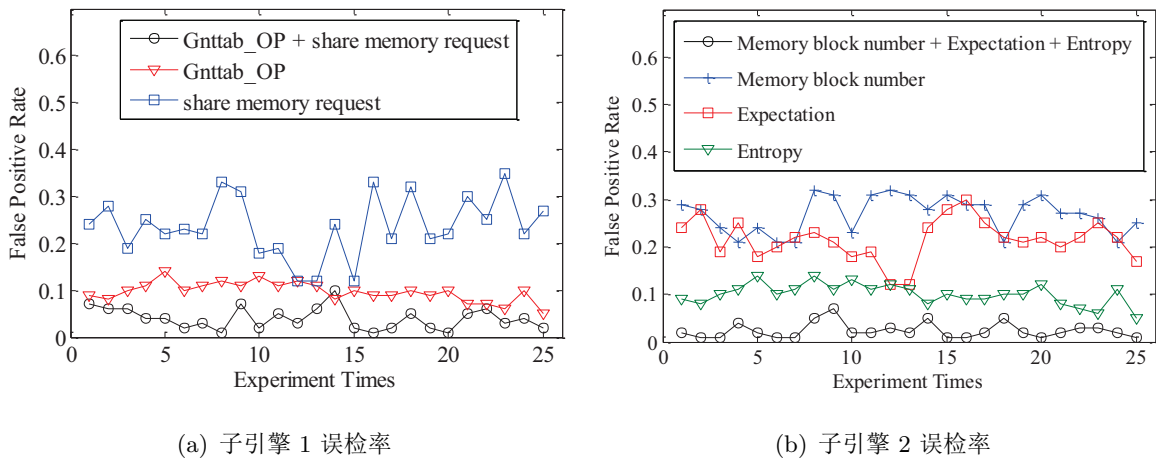 False Positive Rate
0.6
0.5
0.4
0.3
0.2
0.1
0
Gnttab_OP + share memory request
Gnttab_OP
share memory request
0 5 10 15 20 25
Experiment Times
(a) 子引擎 1 误检率
False Positive Rate
0.6
0.5
0.4
0.3
0.2
0.1
0
Memory block number + Expectation + Entropy
Memory block number
Expectation
Entropy
0 5 10 15 20 25
Experiment Times
(b) 子引擎 2 误检率